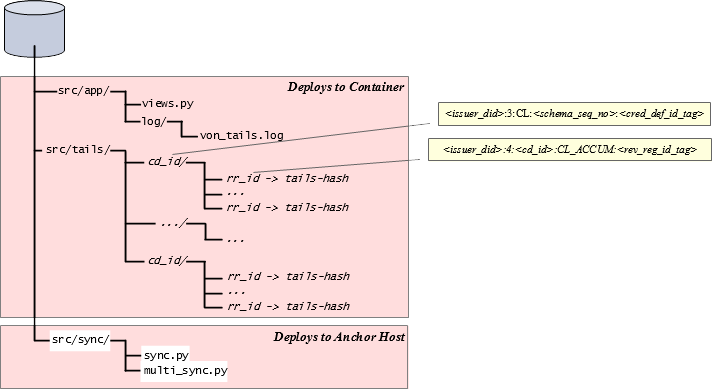 Deploys to Container
src/app/
views.py
log/
von_tails.log
<issuer_did>:3:CL:<schema_seq_no>:<cred_def_id_tag>
src/tails/
cd_id/
<issuer_did>:4:<cd_id>:CL_ACCUM:<rev_reg_id_tag>
rr_id -> tails-hash
...
rr_id -> tails-hash
.../
...
cd_id/
rr_id -> tails-hash
...
rr_id -> tails-hash
Deploys to Anchor Host
src/sync/
sync.py
multi_sync.py